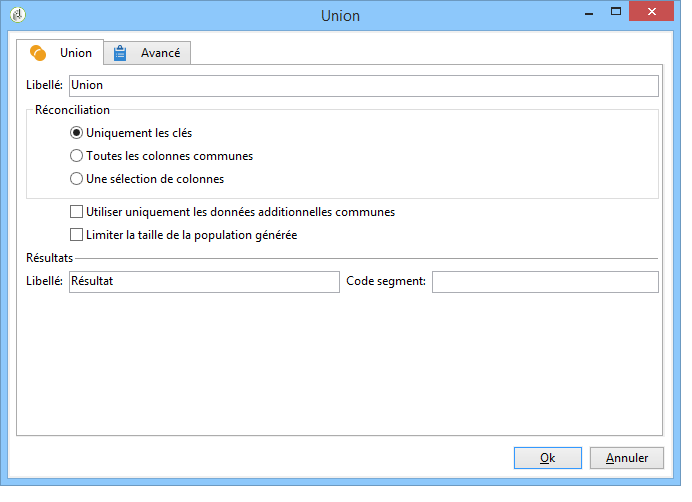 Union
Union Avancé
Libellé: Union
Réconciliation
Uniquement les clés
Toutes les colonnes communes
Une sélection de colonnes
Utiliser uniquement les données additionnelles communes
Limiter la taille de la population générée
Résultats
Libellé: Résultat Code segment:
Ok Annuler